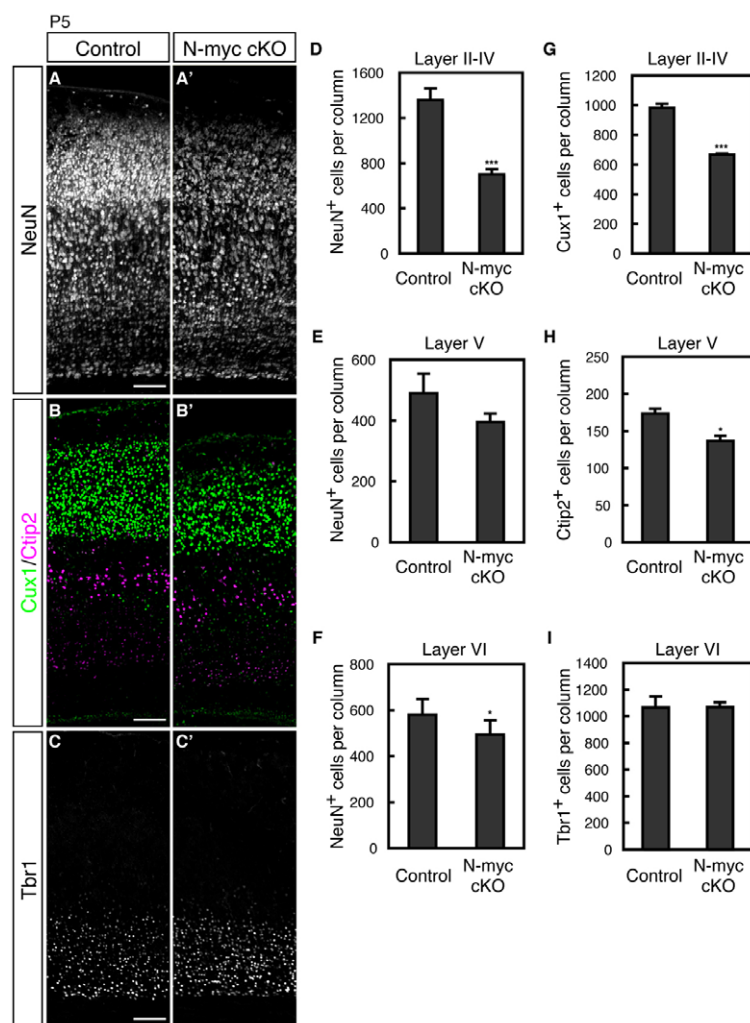 P5
Control N-myc cKO
A A'
NeuN
B B'
Cux1/Ctip2
C C'
Tbr1
D Layer II-IV
NeuN+ cells per column
1600
1200
800
400
0
***
Control N-myc
cKO
G Layer II-IV
Cux1+ cells per column
1200
1000
800
600
400
200
0
***
Control N-myc
cKO
E Layer V
NeuN+ cells per column
600
400
200
0
Control N-myc
cKO
H Layer V
Ctip2+ cells per column
250
200
150
100
50
0
*
Control N-myc
cKO
F Layer VI
NeuN+ cells per column
800
600
400
200
0
*
Control N-myc
cKO
I Layer VI
Tbr1+ cells per column
1400
1200
1000
800
600
400
200
0
Control N-myc
cKO